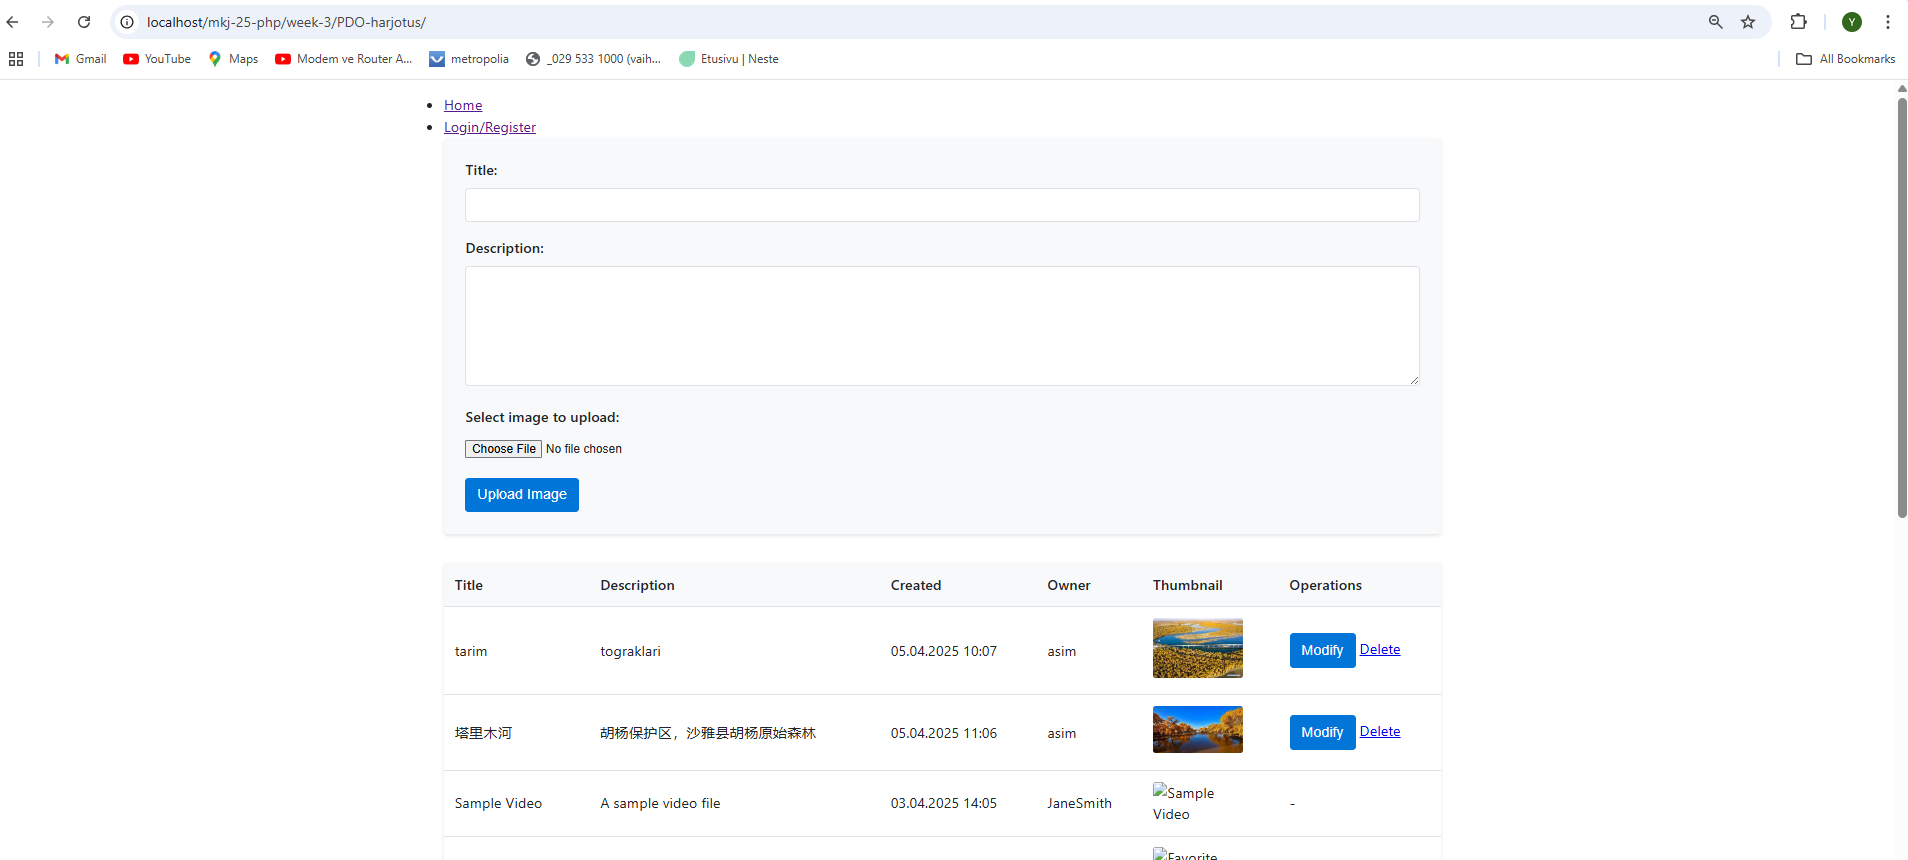 localhost/mkj-25-php/week-3/PDO-harjotus/
Y
Gmail YouTube Maps Modem ve Router A... metropolia _029 533 1000 (vaih... Etusivu | Neste All Bookmarks
Home
Login/Register
Title:
Description:
Select image to upload:
Choose File No file chosen
Upload Image
Title Description Created Owner Thumbnail Operations
tarim tograklari 05.04.2025 10:07 asim Modify Delete
塔里木河 胡杨保护区，沙雅县胡杨原始森林 05.04.2025 11:06 asim Modify Delete
Sample Video A sample video file 03.04.2025 14:05 JaneSmith Sample Video -
Favorite